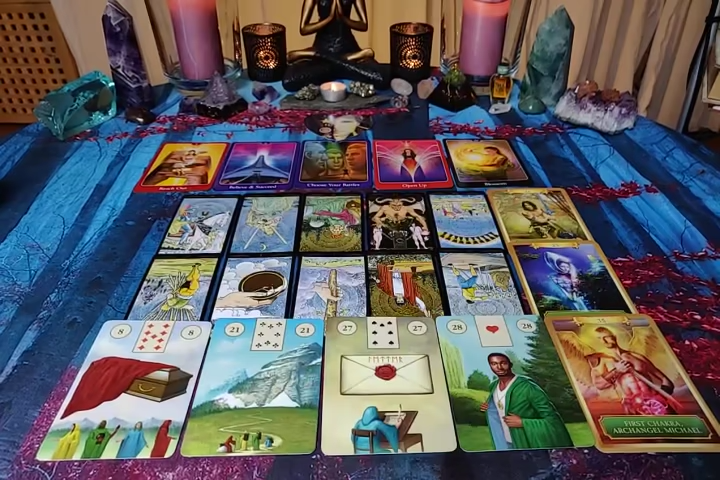 Reach Out
Believe & Succeed
Choose Your Battles
Open Up
8 8
21 21
27 27
28 28
FIRST CHAKRA,
ARCHANGEL MICHAEL